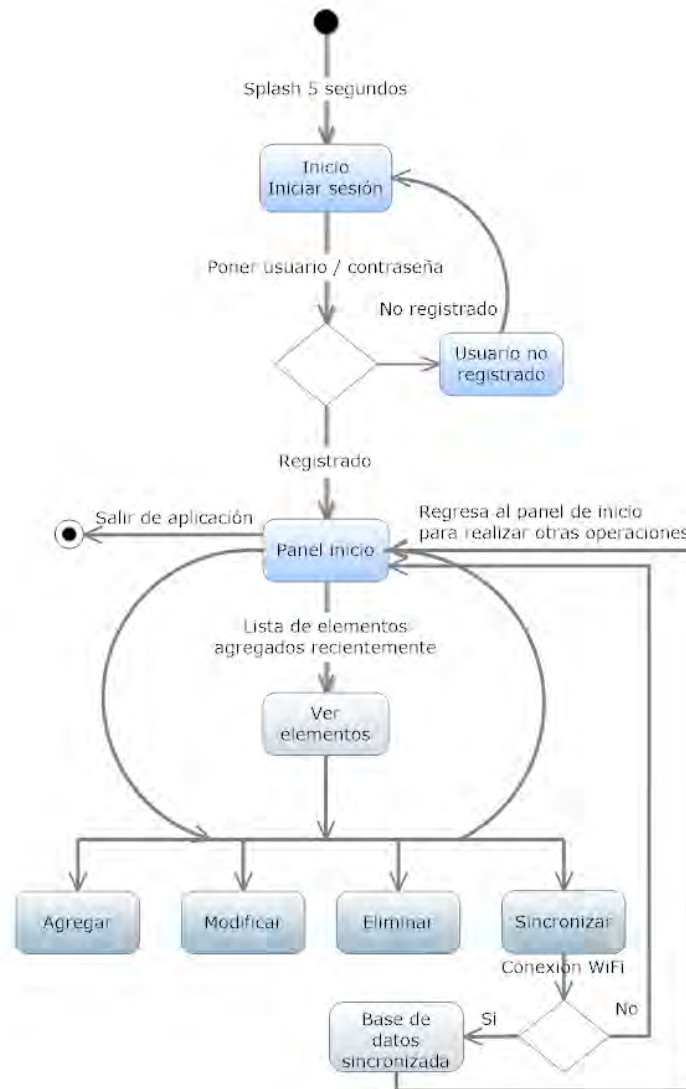 Splash 5 segundos
Inicio
Iniciar sesión
Poner usuario / contraseña
No registrado
Usuario no
registrado
Registrado
Salir de aplicación
Regresa al panel de inicio
para realizar otras operaciones
Panel inicio
Lista de elementos
agregados recientemente
Ver
elementos
Agregar
Modificar
Eliminar
Sincronizar
Conexión WiFi
Si
No
Base de
datos
sincronizada